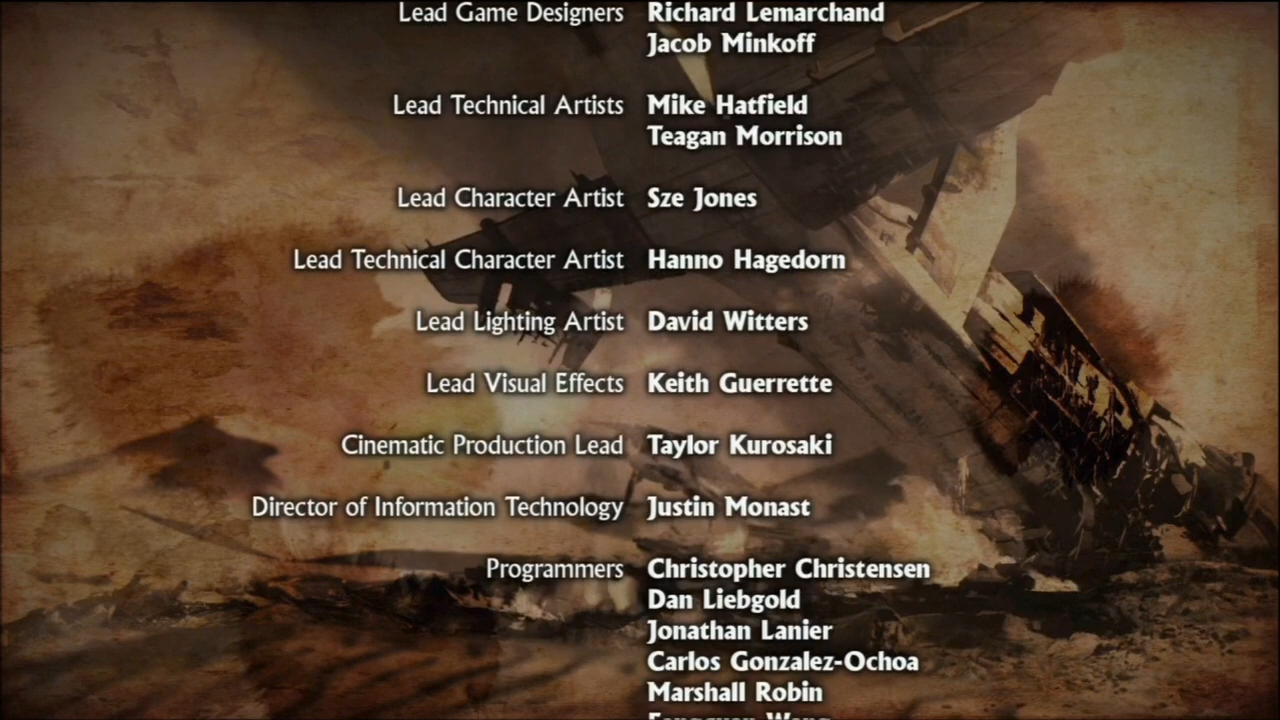 Lead Game Designers Richard Lemarchand
Jacob Minkoff
Lead Technical Artists Mike Hatfield
Teagan Morrison
Lead Character Artist Sze Jones
Lead Technical Character Artist Hanno Hagedorn
Lead Lighting Artist David Witters
Lead Visual Effects Keith Guerrette
Cinematic Production Lead Taylor Kurosaki
Director of Information Technology Justin Monast
Programmers Christopher Christensen
Dan Liebgold
Jonathan Lanier
Carlos Gonzalez-Ochoa
Marshall Robin